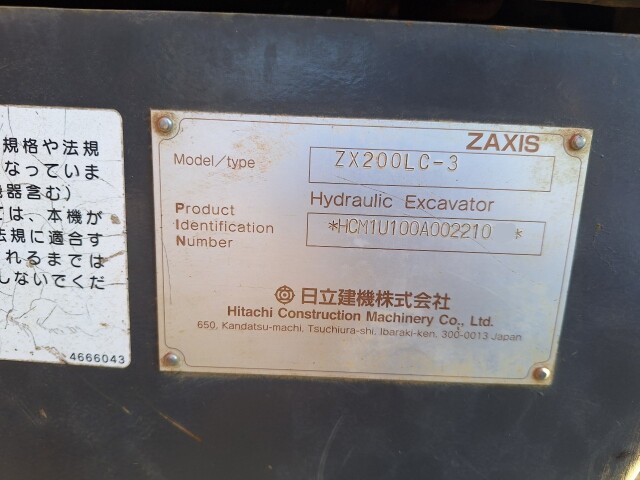 規格や法規
なっていま
器含む)
は、本機が
法規に適合す
れるまでは
しないでくだ
4666043
ZAXIS
Model/type ZX200LC-3
Hydraulic Excavator
Product
Identification *HCM1U100A002210 *
Number
日立建機株式会社
Hitachi Construction Machinery Co., Ltd.
650, Kandatsu-machi, Tsuchiura-shi, Ibaraki-ken, 300-0013 Japan